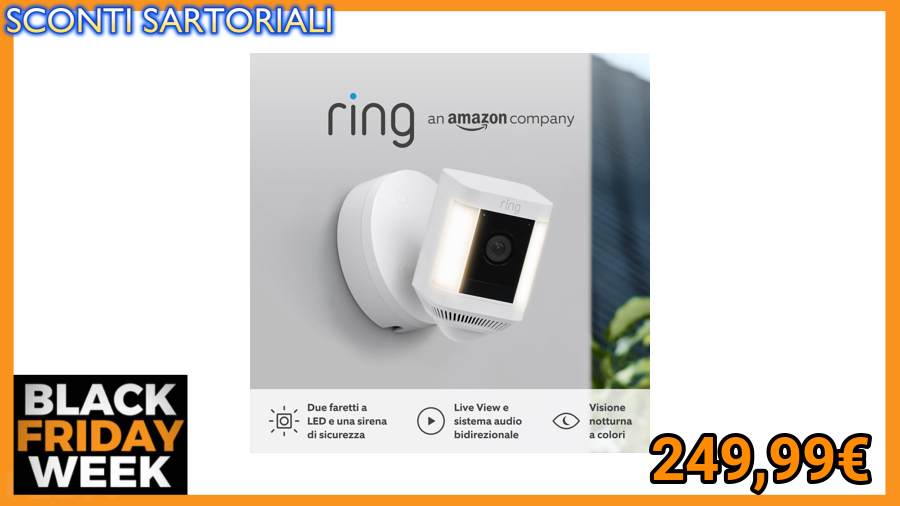 SCONTI SARTORIALI
ring an amazon company
ring
Due faretti a
LED e una sirena
di sicurezza
Live View e
sistema audio
bidirezionale
Visione
notturna
a colori
BLACK
FRIDAY
WEEK
249,99€